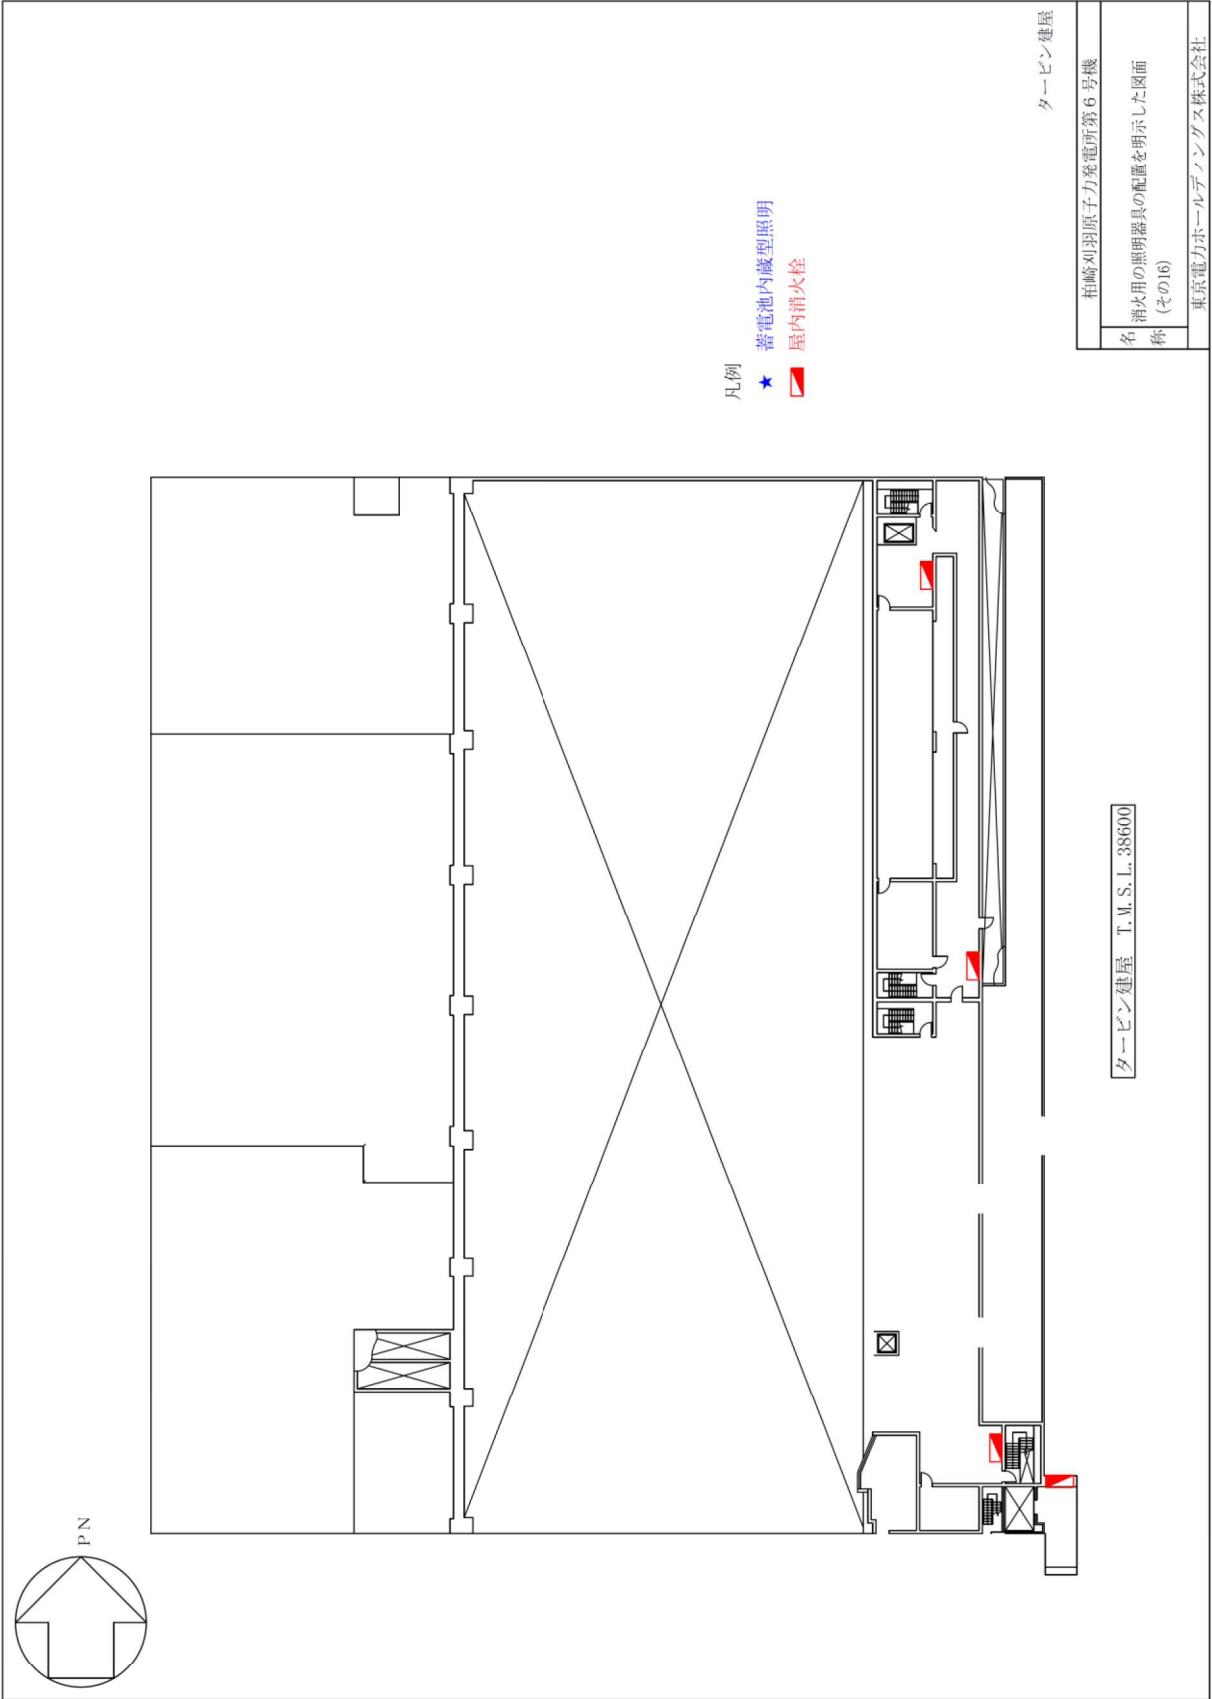 PN
凡例
★ 蓄電池内蔵型照明
屋内消火栓
タービン建屋 T.M.S.L. 38600
タービン建屋
柏崎刈羽原子力発電所第6号機
名称
消火用の照明器具の配置を明示した図面
(その16)
東京電力ホールディングス株式会社